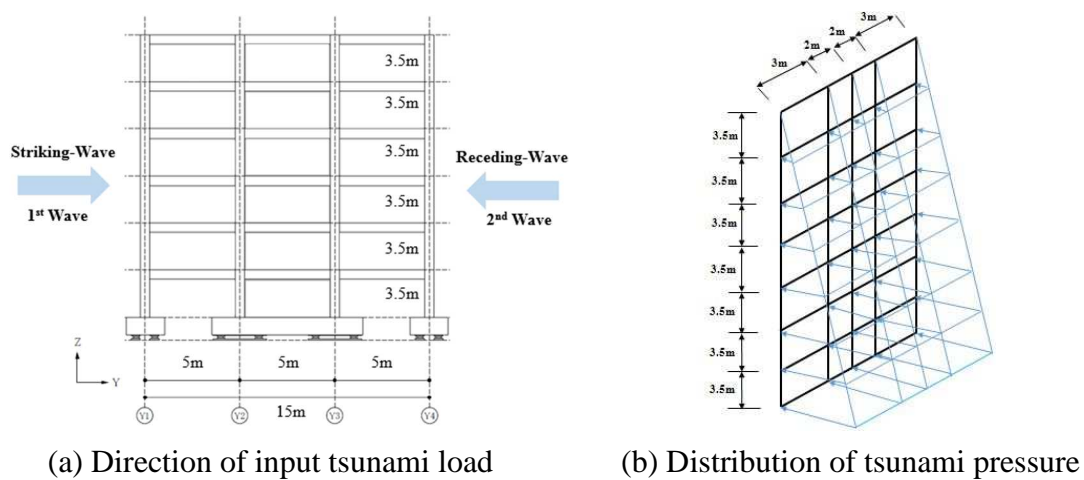 3.5m
3.5m
3.5m
3.5m
3.5m
3.5m
Striking-Wave
1st Wave
Receding-Wave
2nd Wave
Z
Y
5m
5m
5m
15m
Y1
Y2
Y3
Y4
(a) Direction of input tsunami load
3m
2m
2m
3m
3.5m
3.5m
3.5m
3.5m
3.5m
3.5m
3.5m
(b) Distribution of tsunami pressure